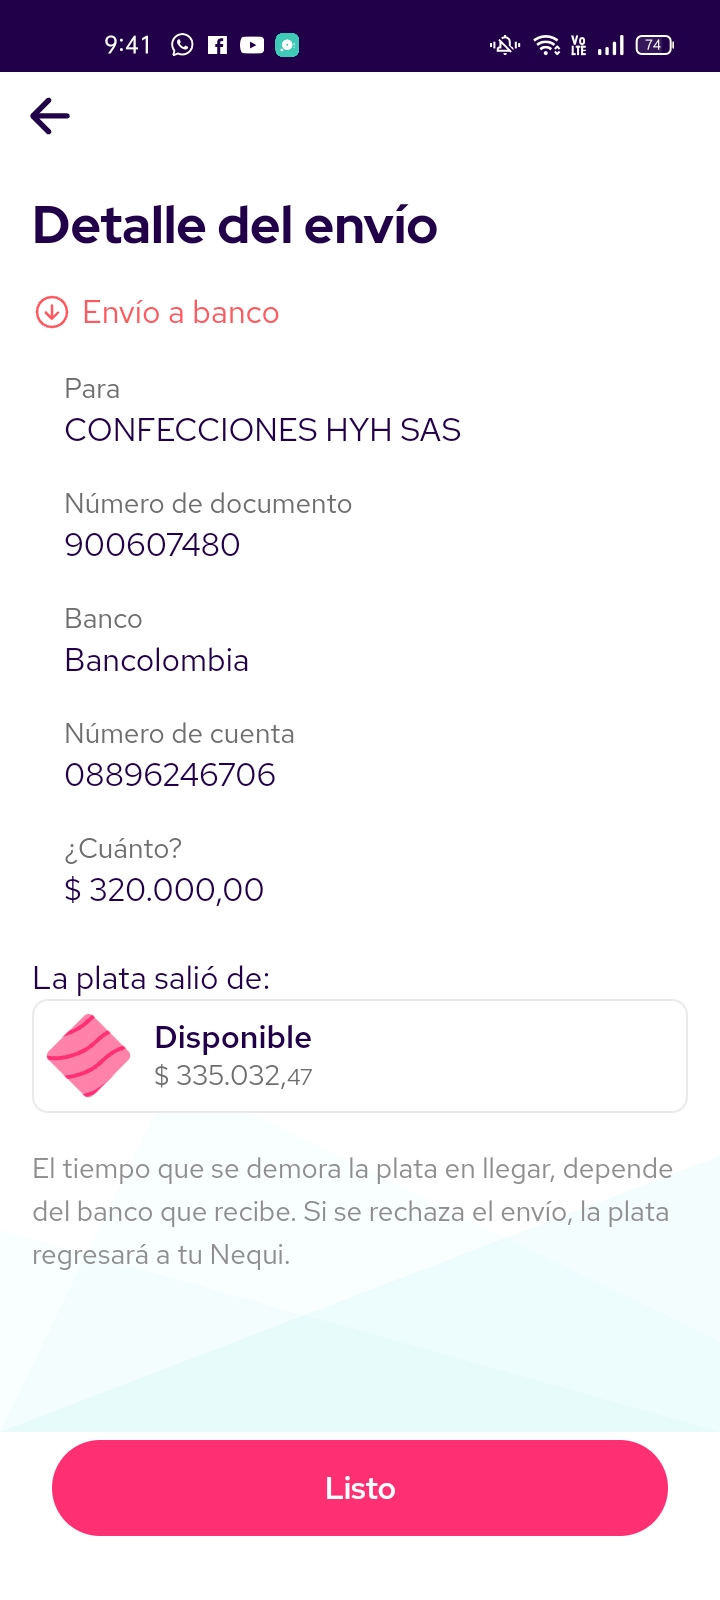 9:41
Vo
LTE
74
Detalle del envío
Envío a banco
Para
CONFECCIONES HYH SAS
Número de documento
900607480
Banco
Bancolombia
Número de cuenta
08896246706
¿Cuánto?
$ 320.000,00
La plata salió de:
Disponible
$ 335.032,47
El tiempo que se demora la plata en llegar, depende
del banco que recibe. Si se rechaza el envío, la plata
regresará a tu Nequi.
Listo